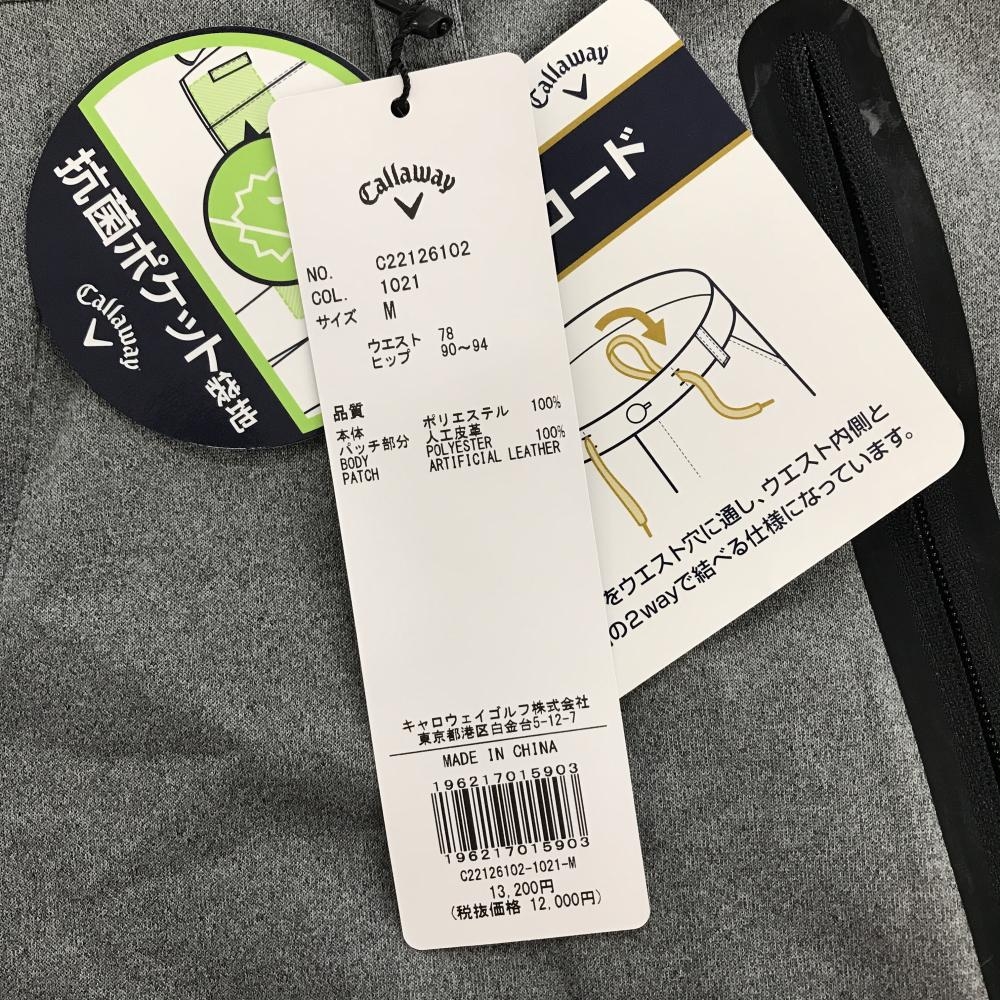 抗菌ポケット袋地
Callaway
Callaway
NO. C22126102
COL. 1021
サイズ M
ウエスト 78
ヒップ 90〜94
品質
本体 ポリエステル 100%
パッチ部分 人工皮革
BODY POLYESTER 100%
PATCH ARTIFICIAL LEATHER
キャロウェイゴルフ株式会社
東京都港区白金台5-12-7
MADE IN CHINA
196217015903
196217015903
C22126102-1021-M
13,200円
(税抜価格 12,000円)
Callaway
コード
をウエスト穴に通し、ウエスト内側と
の2wayで結べる仕様になっています。